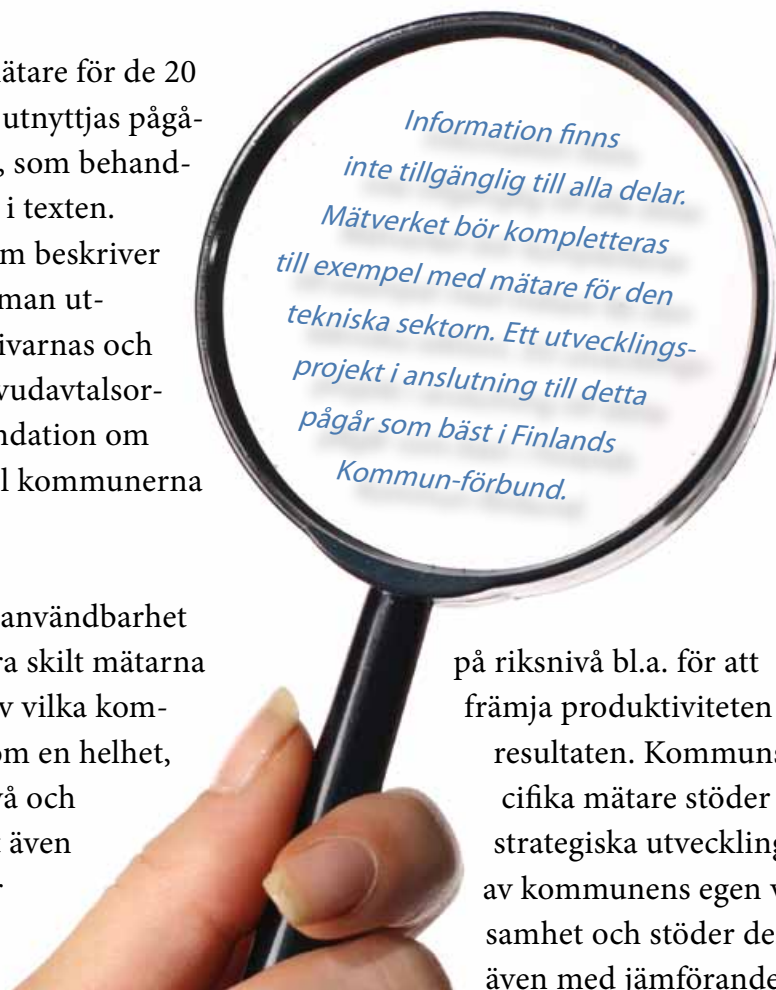 ätare för de 20
utnyttjas pågå-
, som behand-
i texten.
m beskriver
man ut-
ivarnas och
vudavtalsor-
ndation om
l kommunerna
användbarhet
ra skilt mätarna
v vilka kom-
om en helhet,
vå och
t även
Information finns
inte tillgänglig till alla delar.
Mätverket bör kompletteras
till exempel med mätare för den
tekniska sektorn. Ett utvecklings-
projekt i anslutning till detta
pågår som bäst i Finlands
Kommun-förbund.
på riksnivå bl.a. för att
främja produktiviteten
resultaten. Kommuns
cifika mätare stöder
strategiska utveckling
av kommunens egen v
samhet och stöder de
även med jämförande